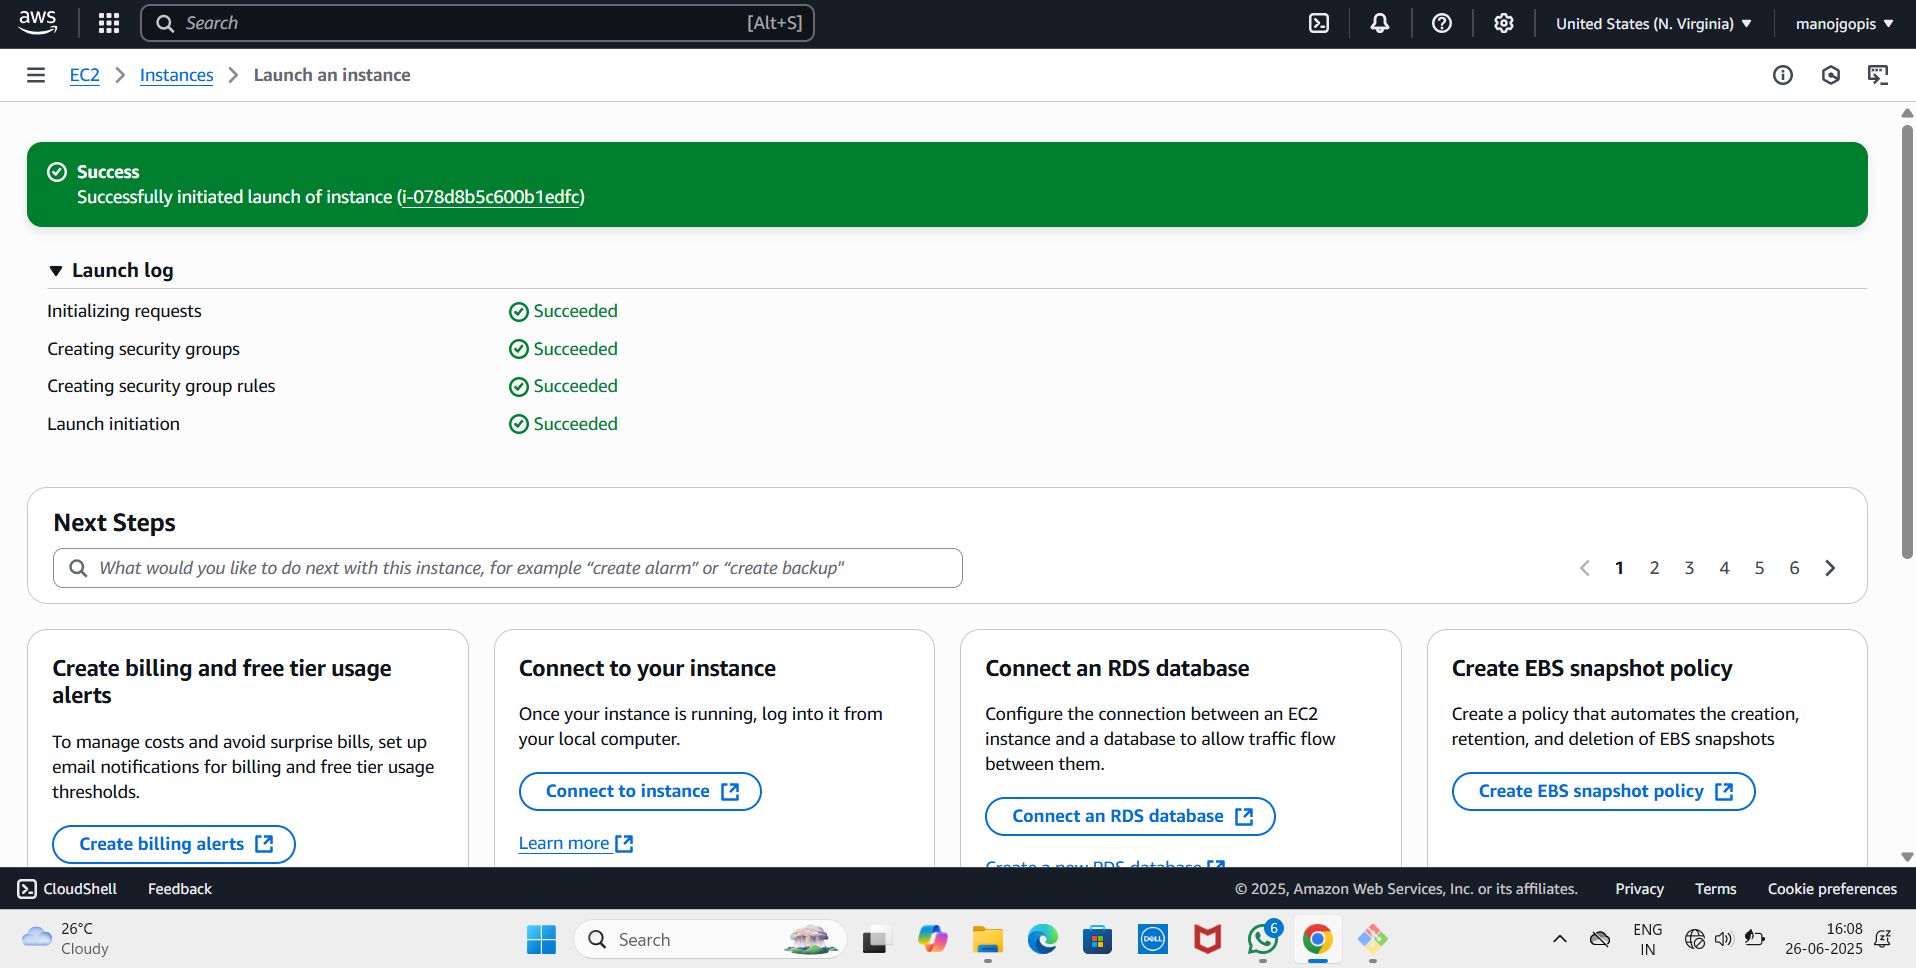 aws
Search [Alt+S]
United States (N. Virginia)
manojgopis
EC2
Instances
Launch an instance
Success
Successfully initiated launch of instance (i-078d8b5c600b1edfc)
Launch log
Initializing requests Succeeded
Creating security groups Succeeded
Creating security group rules Succeeded
Launch initiation Succeeded
Next Steps
What would you like to do next with this instance, for example “create alarm” or “create backup"
1 2 3 4 5 6
Create billing and free tier usage
alerts
To manage costs and avoid surprise bills, set up
email notifications for billing and free tier usage
thresholds.
Create billing alerts
Connect to your instance
Once your instance is running, log into it from
your local computer.
Connect to instance
Learn more
Connect an RDS database
Configure the connection between an EC2
instance and a database to allow traffic flow
between them.
Connect an RDS database
Create a new RDS database
Create EBS snapshot policy
Create a policy that automates the creation,
retention, and deletion of EBS snapshots
Create EBS snapshot policy
CloudShell Feedback
© 2025, Amazon Web Services, Inc. or its affiliates. Privacy Terms Cookie preferences
26°C
Cloudy
Search
DELL
6
ENG
IN
16:08
26-06-2025